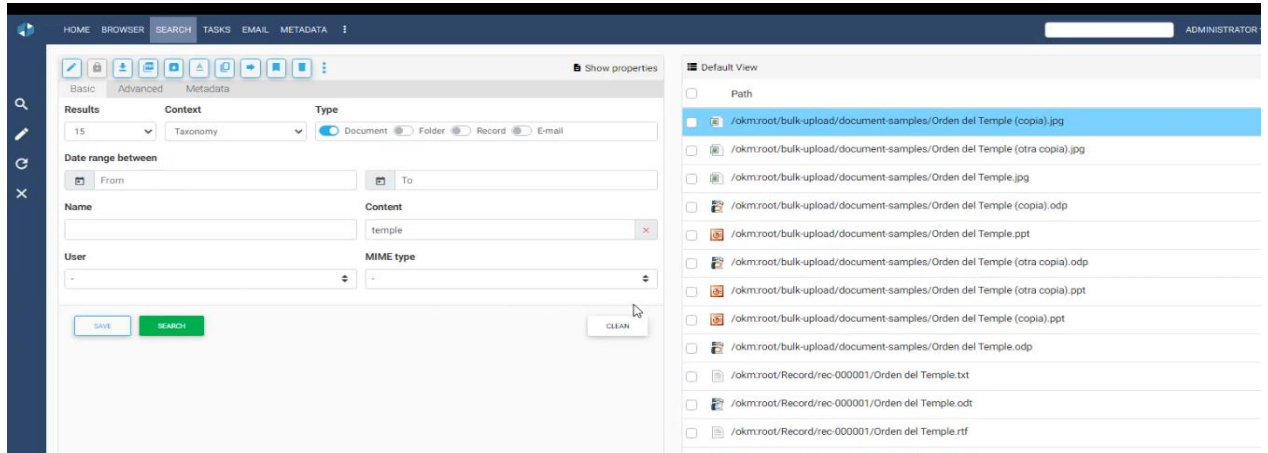 HOME BROWSER SEARCH TASKS EMAIL METADATA
ADMINISTRATOR
Show properties
Basic Advanced Metadata
Results Context Type
15 Taxonomy Document Folder Record E-mail
Date range between
From To
Name Content
temple
User MIME type
- -
SAVE SEARCH CLEAN
Default View
Path
/okm:root/bulk-upload/document-samples/Orden del Temple (copia).jpg
/okm:root/bulk-upload/document-samples/Orden del Temple (otra copia).jpg
/okm:root/bulk-upload/document-samples/Orden del Temple.jpg
/okm:root/bulk-upload/document-samples/Orden del Temple (copia).odp
/okm:root/bulk-upload/document-samples/Orden del Temple.ppt
/okm:root/bulk-upload/document-samples/Orden del Temple (otra copia).odp
/okm:root/bulk-upload/document-samples/Orden del Temple (otra copia).ppt
/okm:root/bulk-upload/document-samples/Orden del Temple (copia).ppt
/okm:root/bulk-upload/document-samples/Orden del Temple.odp
/okm:root/Record/rec-000001/Orden del Temple.txt
/okm:root/Record/rec-000001/Orden del Temple.odt
/okm:root/Record/rec-000001/Orden del Temple.rtf